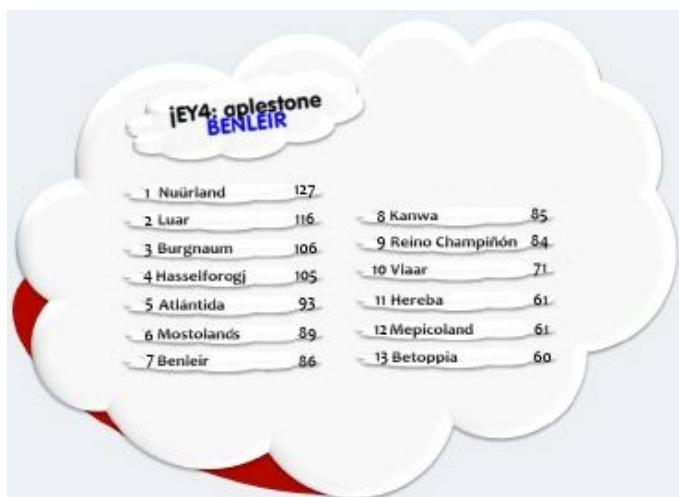 ¡EY4: aplestone
BENLEIR
1 Nuürland 127
2 Luar 116
3 Burgnaum 106
4 Hasselforogj 105
5 Atlántida 93
6 Mostolands 89
7 Benleir 86
8 Kanwa 85
9 Reino Champiñón 84
10 Vlaar 71
11 Hereba 61
12 Mepicoland 61
13 Betoppia 60